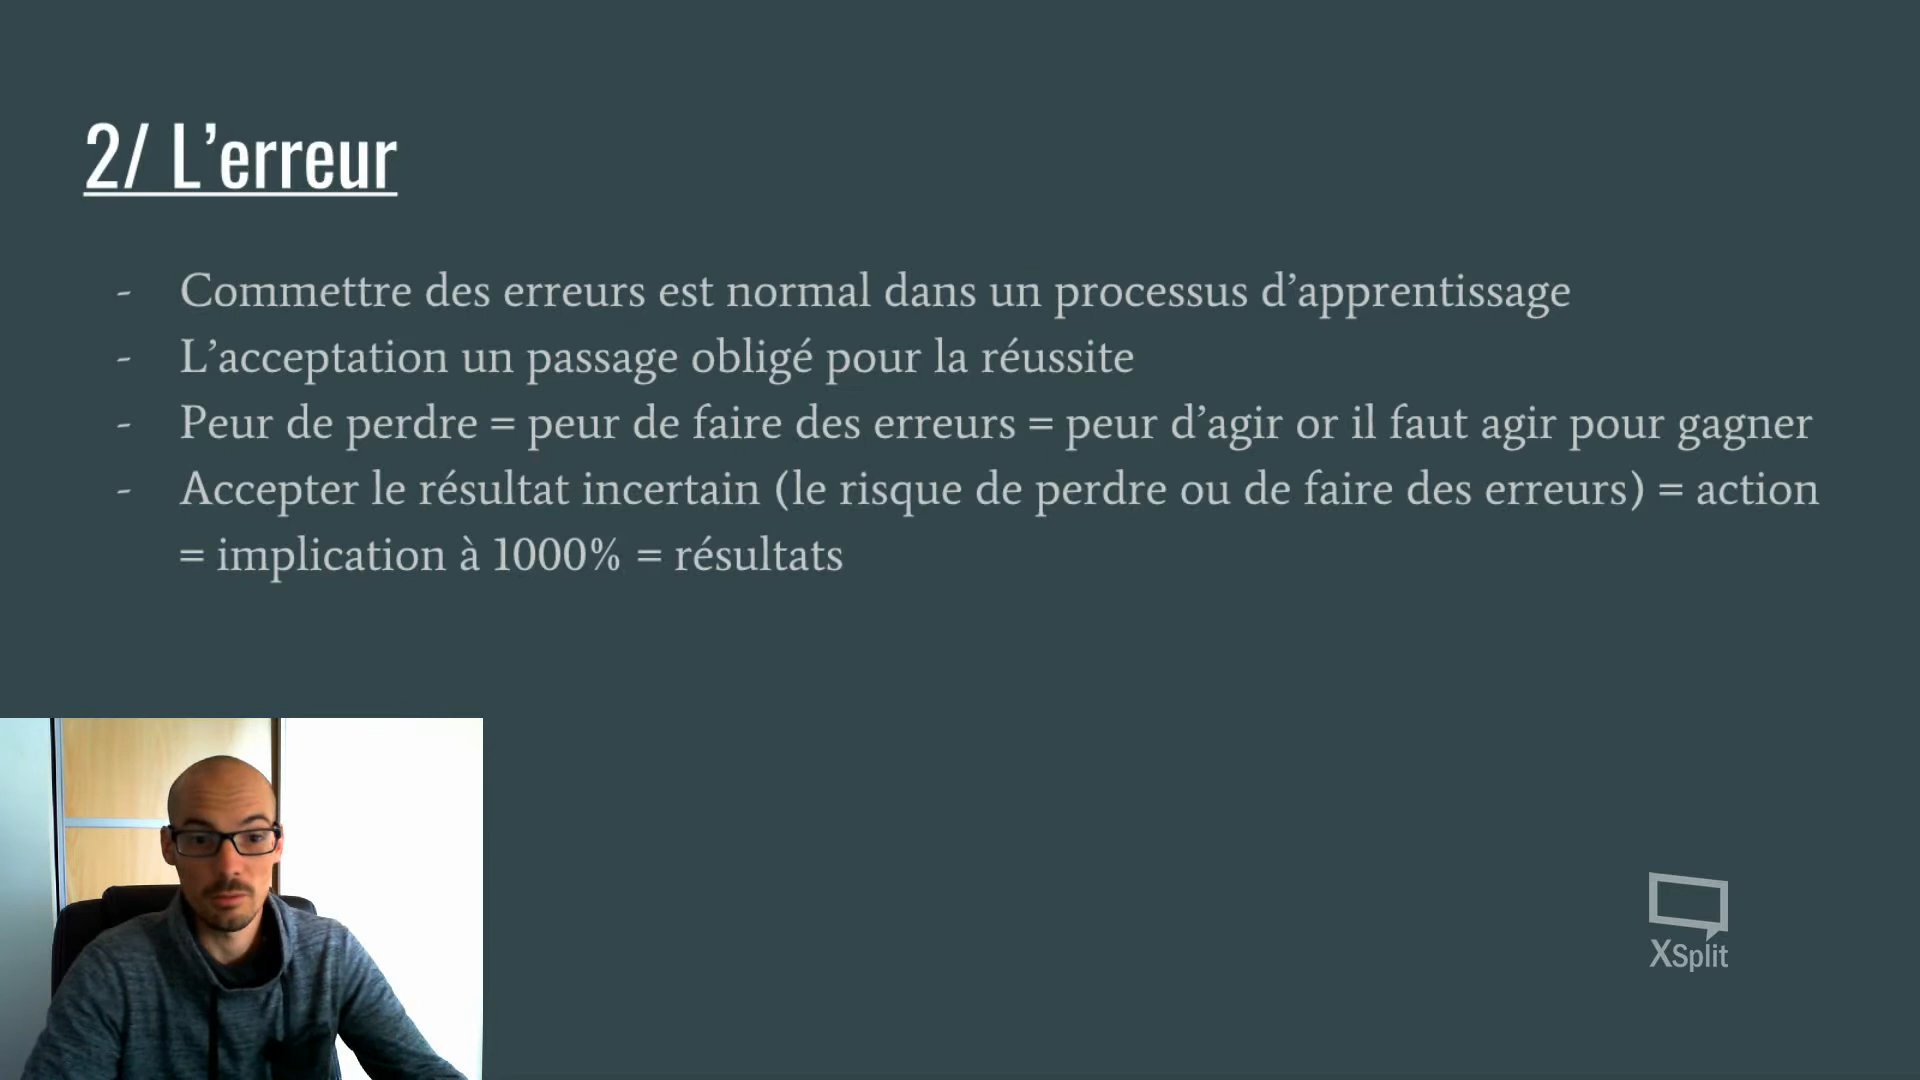 2/ L’erreur
- Commettre des erreurs est normal dans un processus d’apprentissage
- L’acceptation un passage obligé pour la réussite
- Peur de perdre = peur de faire des erreurs = peur d’agir or il faut agir pour gagner
- Accepter le résultat incertain (le risque de perdre ou de faire des erreurs) = action
= implication à 1000% = résultats
XSplit